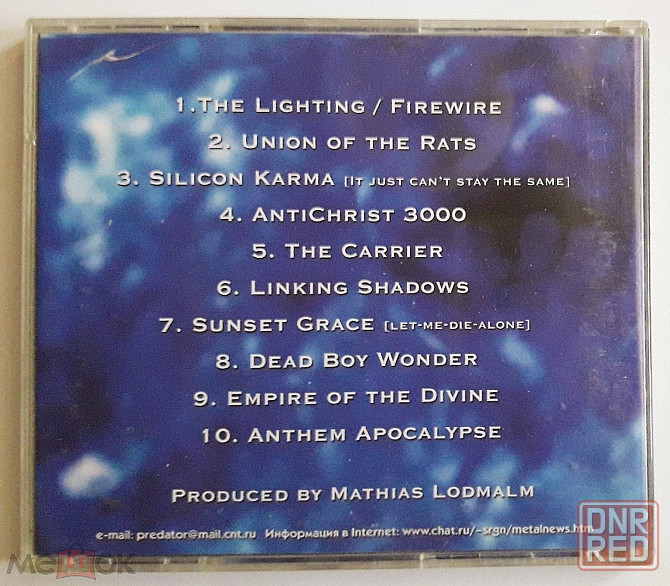 1.The Lighting / Firewire
2. Union of the Rats
3. Silicon Karma [It just can't stay the same]
4. AntiChrist 3000
5. The Carrier
6. Linking Shadows
7. Sunset Grace [let-me-die-alone]
8. Dead Boy Wonder
9. Empire of the Divine
10. Anthem Apocalypse
Produced by Mathias Lodmalm
e-mail: predator@mail.cnt.ru Информация в Internet: www.chat.ru/~srgn/metalnews.htm
DNR
RED
Мешок